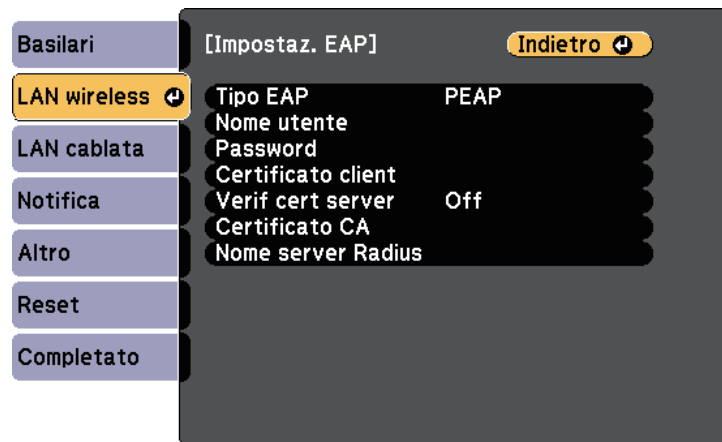 Basilari
LAN wireless
LAN cablata
Notifica
Altro
Reset
Completato
[Impostaz. EAP]
Indietro
Tipo EAP PEAP
Nome utente
Password
Certificato client
Verif cert server Off
Certificato CA
Nome server Radius